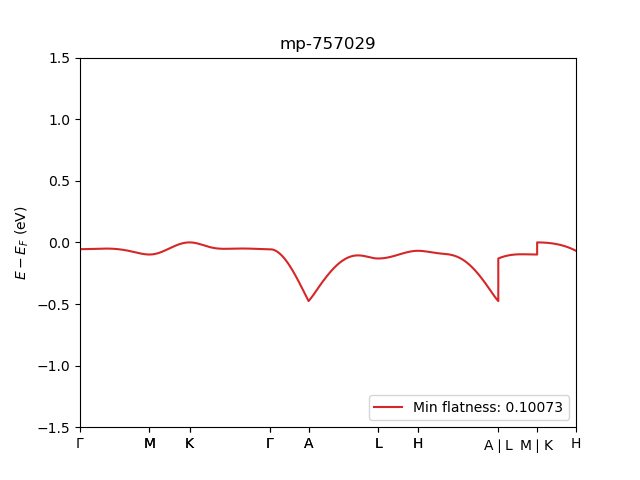 mp-757029
1.5
1.0
0.5
0.0
−0.5
−1.0
−1.5
E − E_F (eV)
Min flatness: 0.10073
Γ M K Γ A L H A | L M | K H